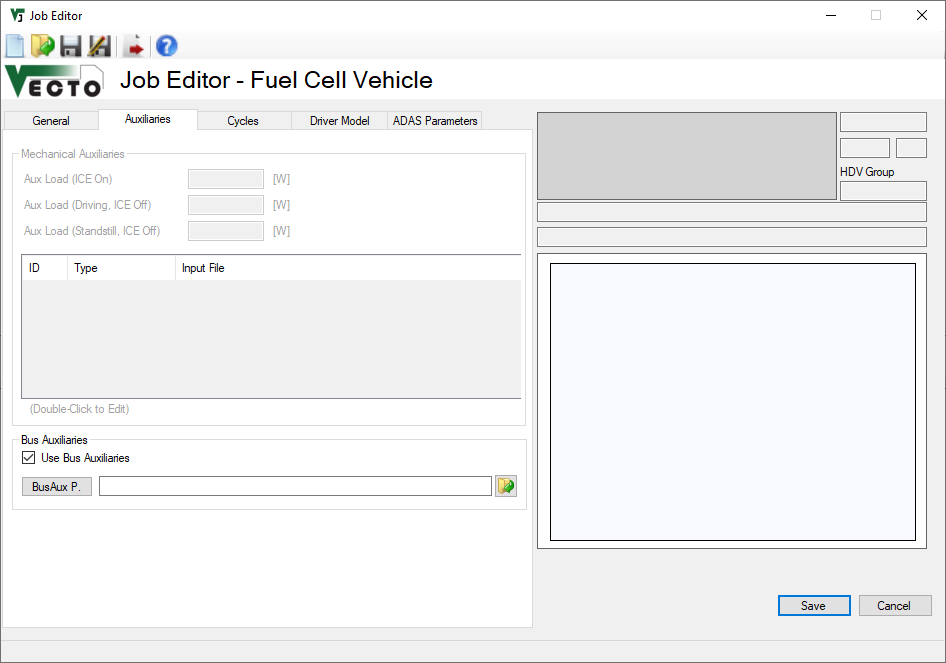 Job Editor
VECTO
Job Editor - Fuel Cell Vehicle
General Auxiliaries Cycles Driver Model ADAS Parameters
Mechanical Auxiliaries
Aux Load (ICE On) [W]
Aux Load (Driving, ICE Off) [W]
Aux Load (Standstill, ICE Off) [W]
ID Type Input File
(Double-Click to Edit)
Bus Auxiliaries
Use Bus Auxiliaries
BusAux P.
HDV Group
Save Cancel